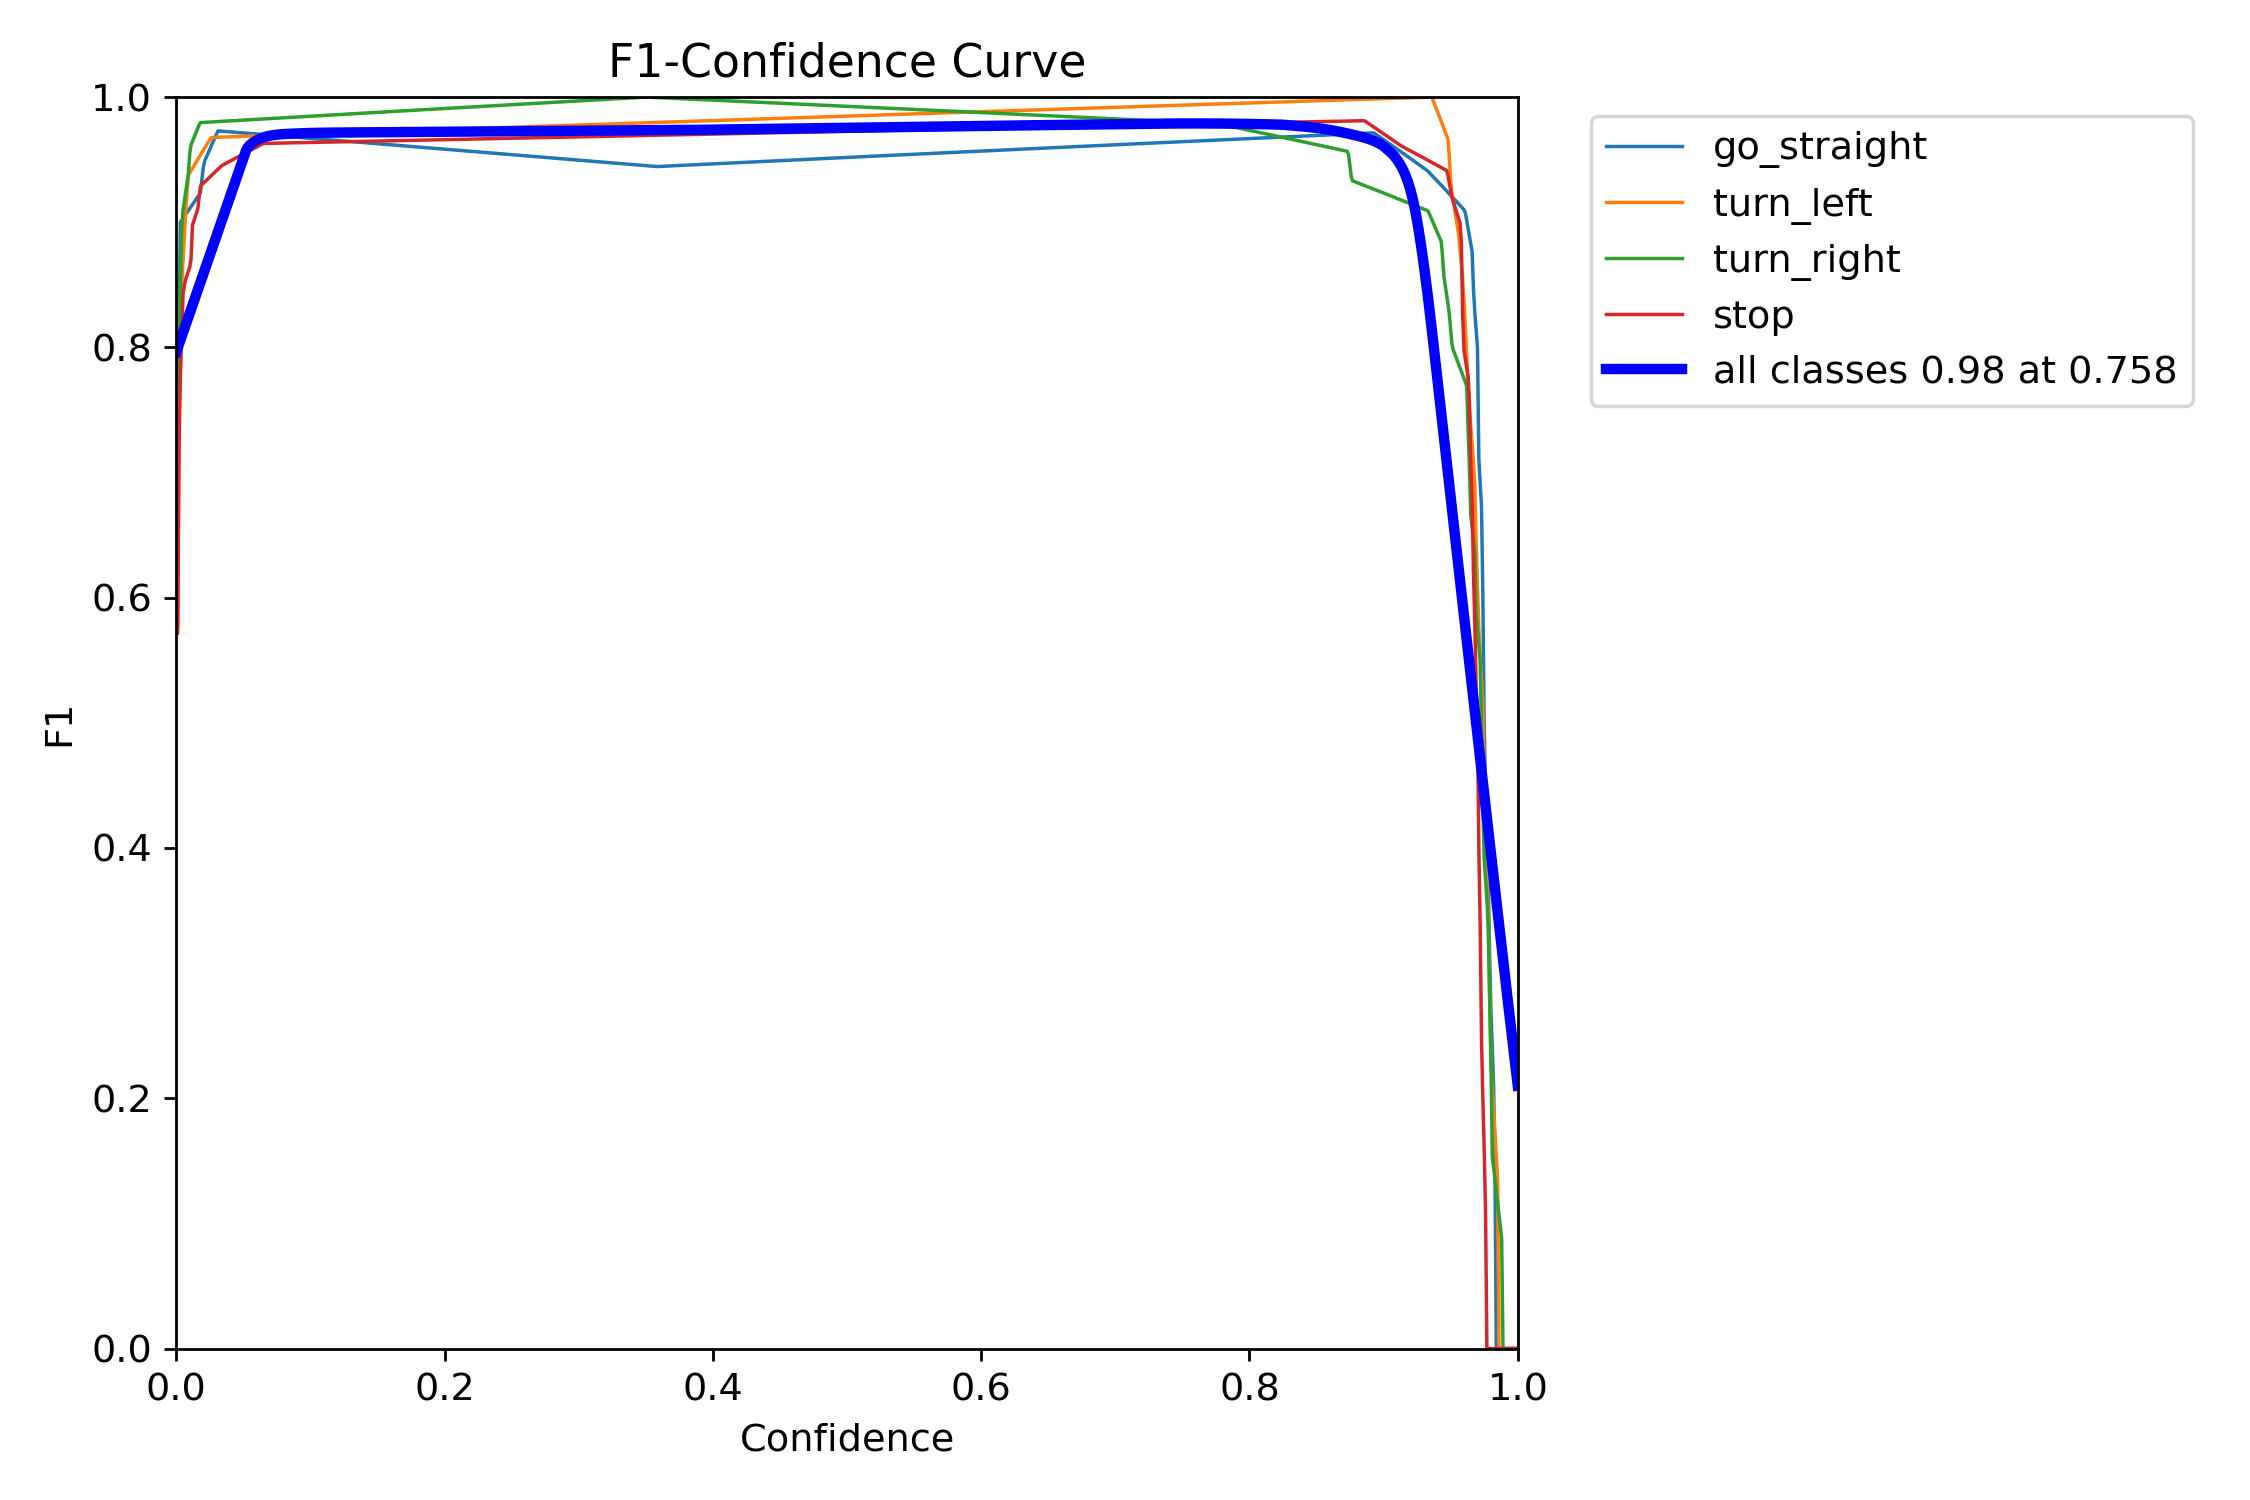 F1-Confidence Curve
1.0
0.8
0.6
0.4
0.2
0.0
F1
0.0 0.2 0.4 0.6 0.8 1.0
Confidence
go_straight
turn_left
turn_right
stop
all classes 0.98 at 0.758